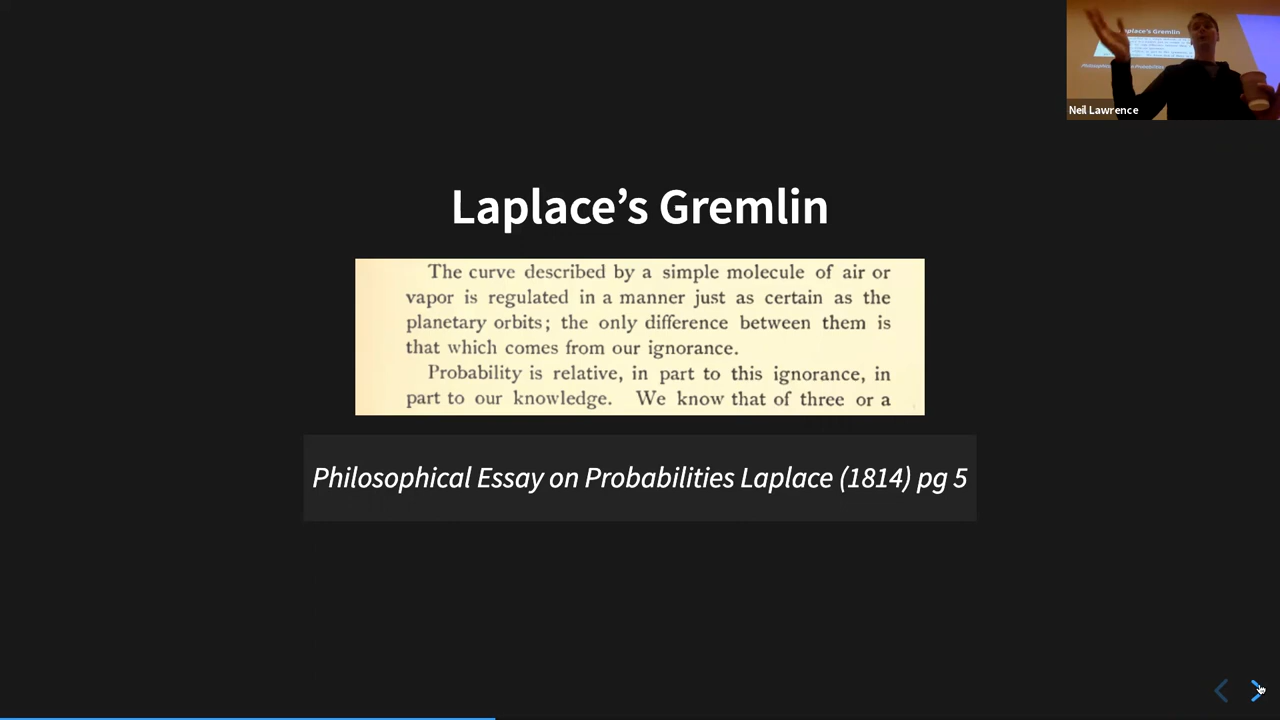 Laplace's Gremlin
Neil Lawrence
Laplace’s Gremlin
The curve described by a simple molecule of air or
vapor is regulated in a manner just as certain as the
planetary orbits; the only difference between them is
that which comes from our ignorance.
Probability is relative, in part to this ignorance, in
part to our knowledge. We know that of three or a
Philosophical Essay on Probabilities Laplace (1814) pg 5